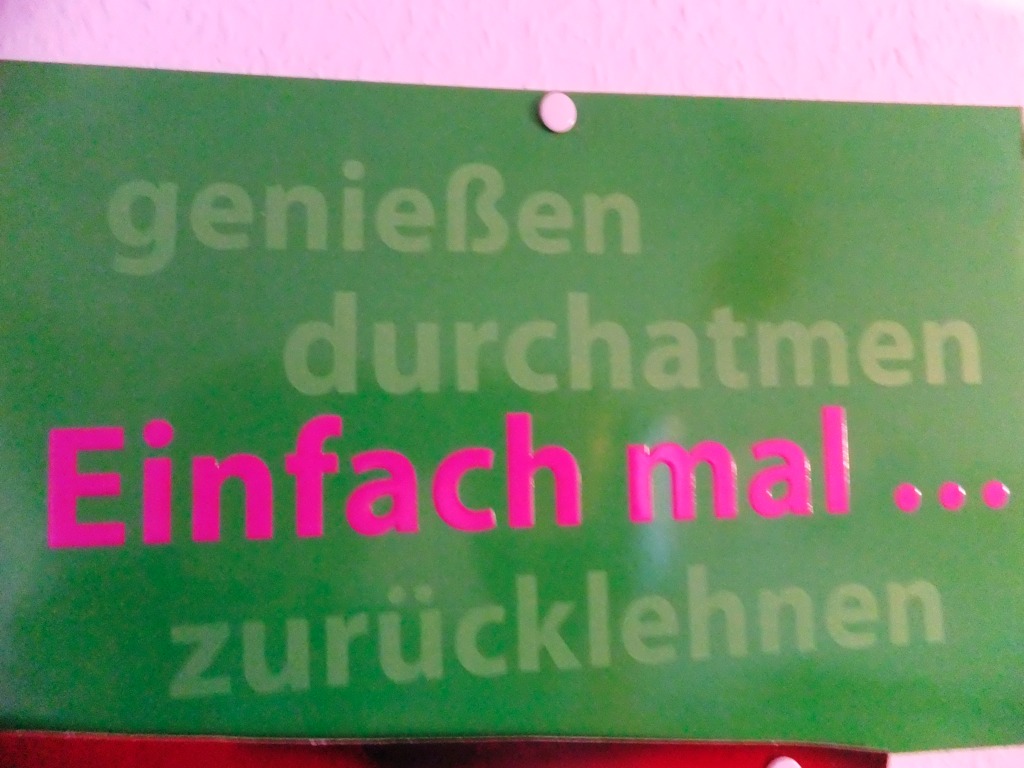 genießen
durchatmen
Einfach mal ...
zurücklehnen